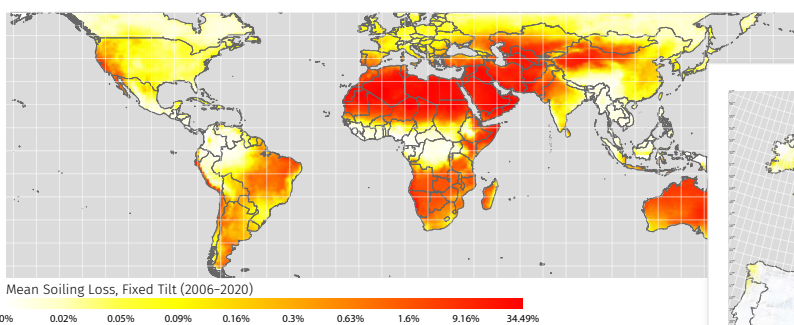 Mean Soiling Loss, Fixed Tilt (2006–2020)
0% 0.02% 0.05% 0.09% 0.16% 0.3% 0.63% 1.6% 9.16% 34.49%